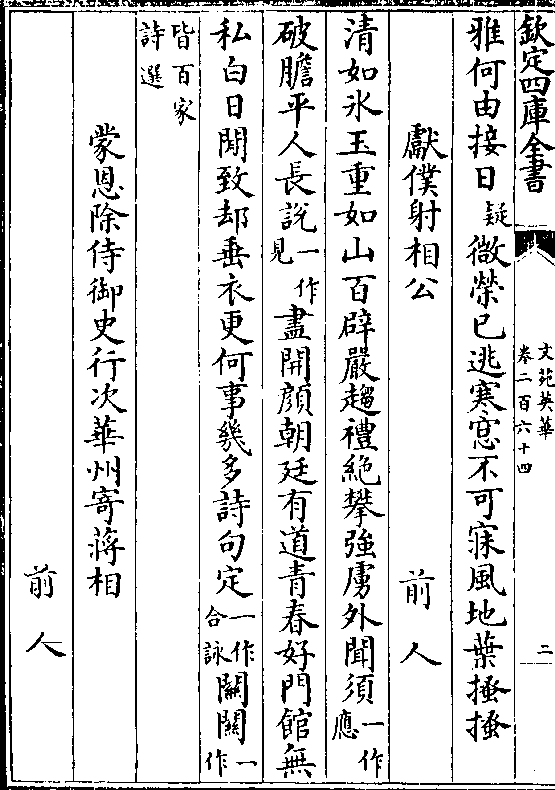 欽定四庫全書 文苑英華 卷二百六十四 二
雅何由接日疑微榮已逃寒窓不可寐風地葉搔搔
獻僕射相公 前人
清如氷玉重如山百辟嚴趨禮絶攀強虜外聞須一作應
破膽平人長說一作見盡開顔朝廷有道青春好門館無
私白日閒致却垂衣更何事幾多詩句定一作合詠關關一作
皆百家詩選
蒙恩除侍御史行次華州寄蔣相
前人